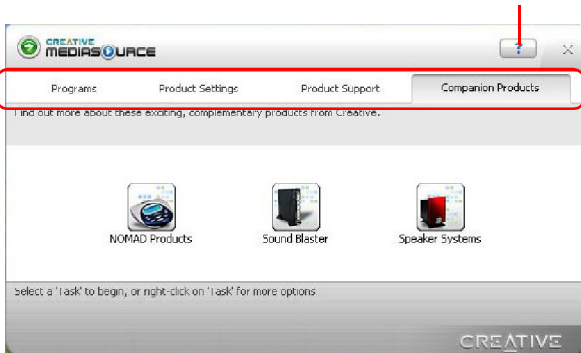 CREATIVE
MEDIASOURCE
?
Programs Product Settings Product Support Companion Products
Find out more about these exciting, complementary products from Creative.
NOMAD Products Sound Blaster Speaker Systems
Select a 'Task' to begin, or right-click on 'Task' for more options
CREATIVE